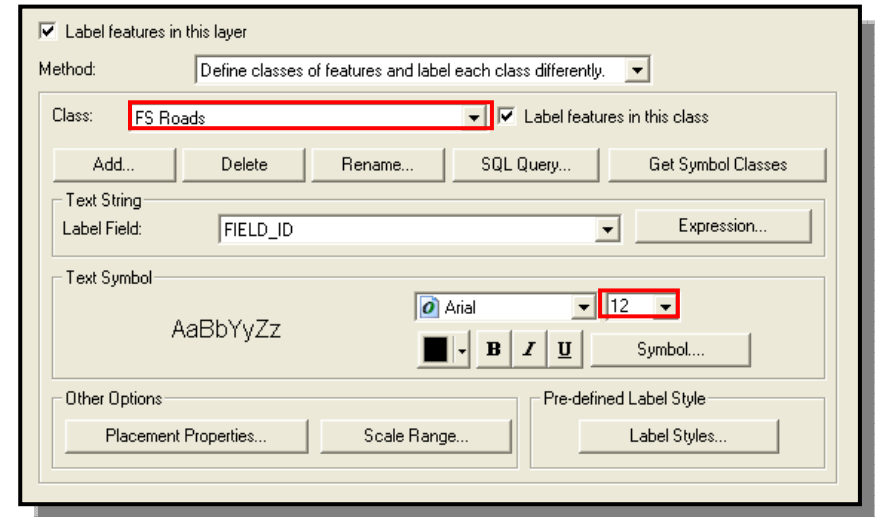 Label features in this layer
Method: Define classes of features and label each class differently.
Class: FS Roads Label features in this class
Add... Delete Rename... SQL Query... Get Symbol Classes
Text String
Label Field: FIELD_ID Expression...
Text Symbol
AaBbYyZz Arial 12
B I U Symbol....
Other Options Pre-defined Label Style
Placement Properties... Scale Range... Label Styles...